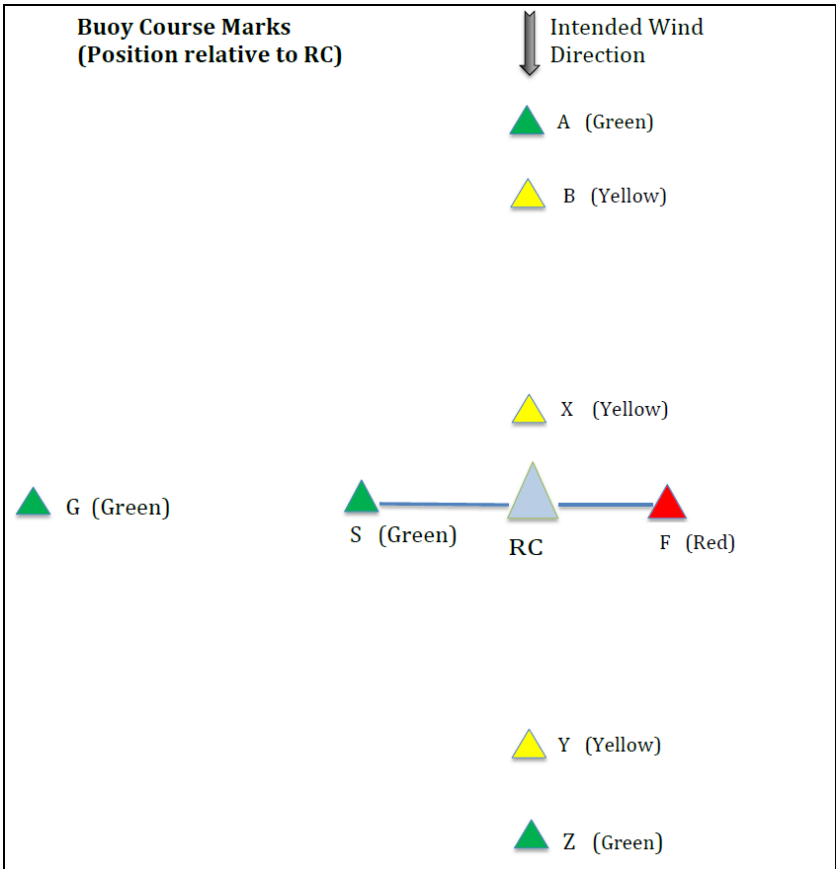 Buoy Course Marks
(Position relative to RC)
Intended Wind
Direction
A (Green)
B (Yellow)
X (Yellow)
G (Green)
S (Green)
RC
F (Red)
Y (Yellow)
Z (Green)